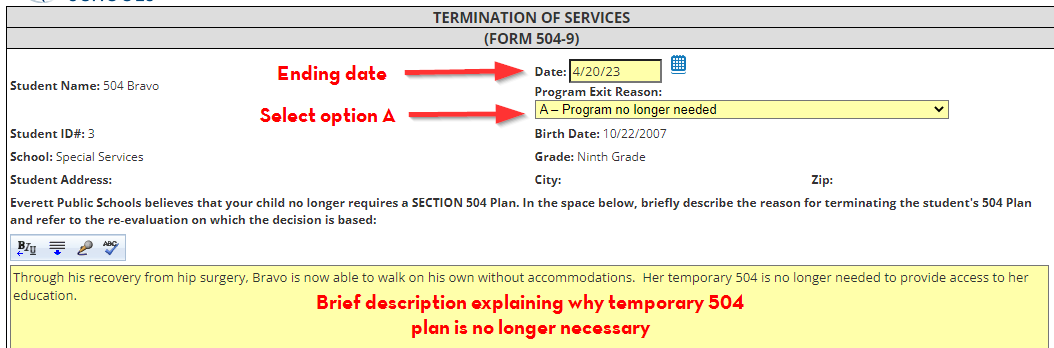 TERMINATION OF SERVICES
(FORM 504-9)
Ending date
Date: 4/20/23
Student Name: 504 Bravo
Program Exit Reason:
Select option A
A – Program no longer needed
Student ID#: 3
Birth Date: 10/22/2007
School: Special Services
Grade: Ninth Grade
Student Address:
City:
Zip:
Everett Public Schools believes that your child no longer requires a SECTION 504 Plan. In the space below, briefly describe the reason for terminating the student's 504 Plan
and refer to the re-evaluation on which the decision is based:
BIU
ABC
Through his recovery from hip surgery, Bravo is now able to walk on his own without accommodations. Her temporary 504 is no longer needed to provide access to her
education.
Brief description explaining why temporary 504
plan is no longer necessary